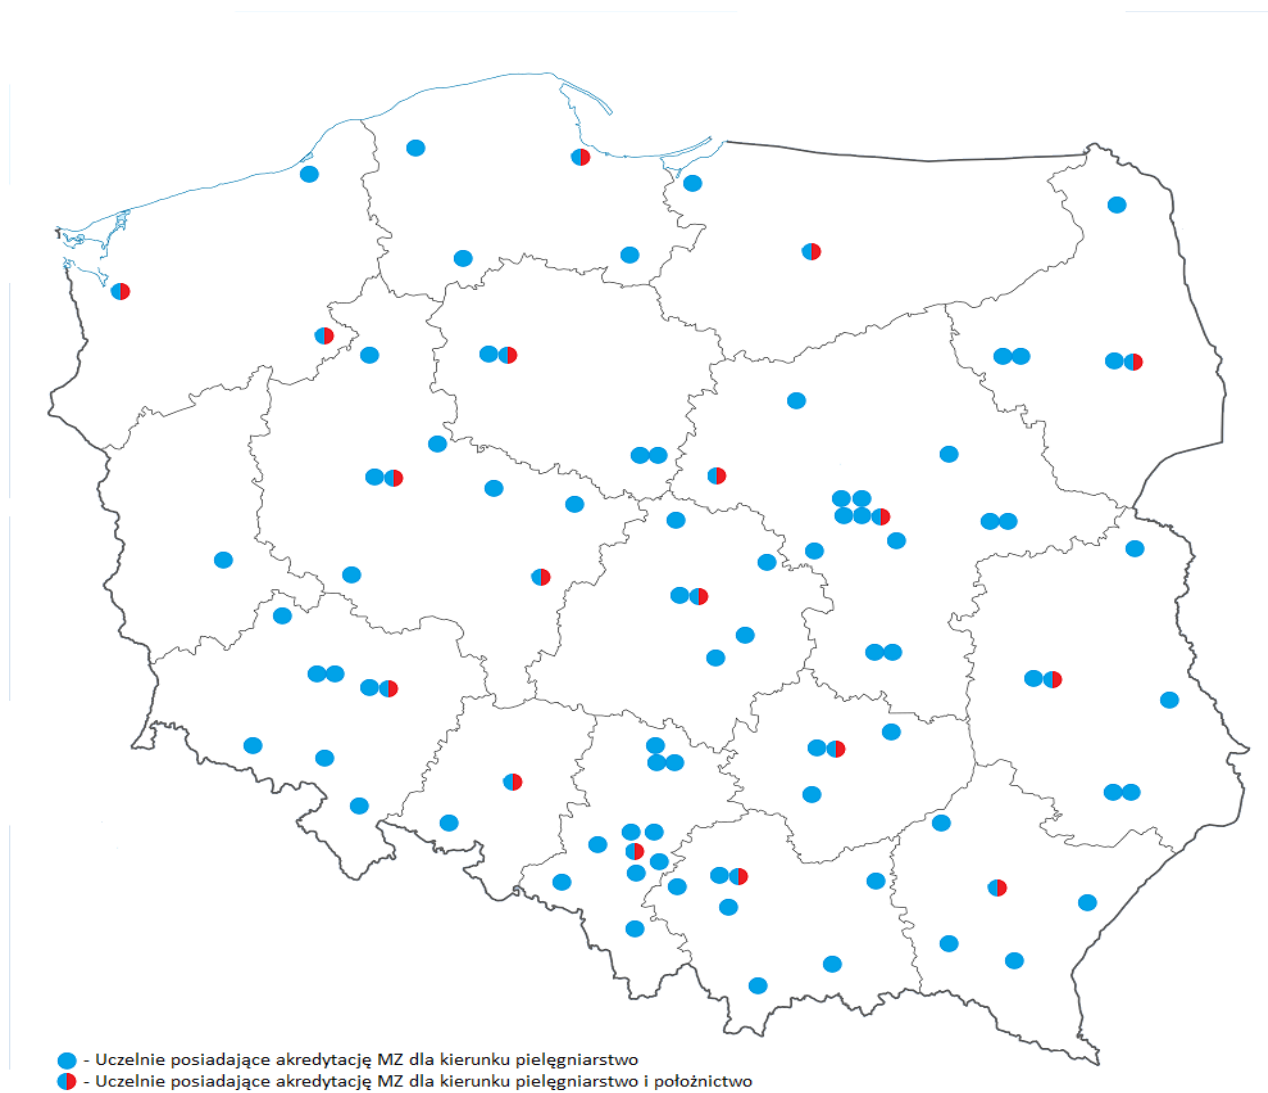 - Uczelnie posiadające akredytację MZ dla kierunku pielęgniarstwo
- Uczelnie posiadające akredytację MZ dla kierunku pielęgniarstwo i położnictwo